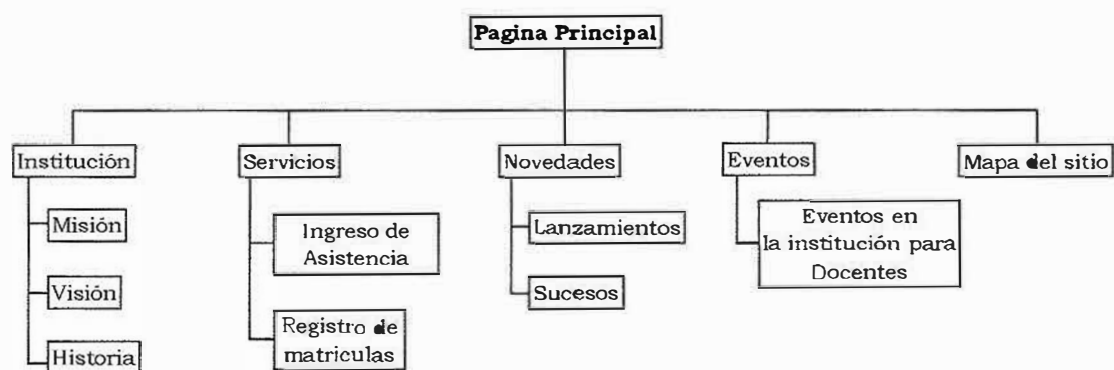 Pagina Principal
Institución
Servicios
Novedades
Eventos
Mapa del sitio
Misión
Visión
Historia
Ingreso de
Asistencia
Registro de
matriculas
Lanzamientos
Sucesos
Eventos en
la institución para
Docentes